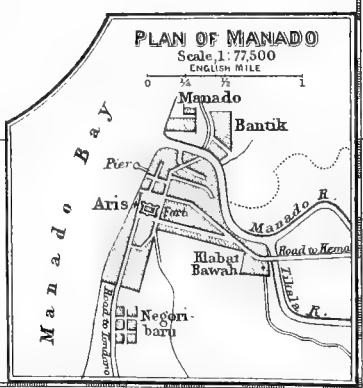 PLAN OF MANADO
Scale, 1: 77,500
ENGLISH MILE
0 ¼ ½ 1
Manado
Bantik
Pier
Aris
Fort
Manado Bay
Manado R.
Road to Kema
Klabat
Bawah
Tikala R.
Negori-
baru
Road to Tondano